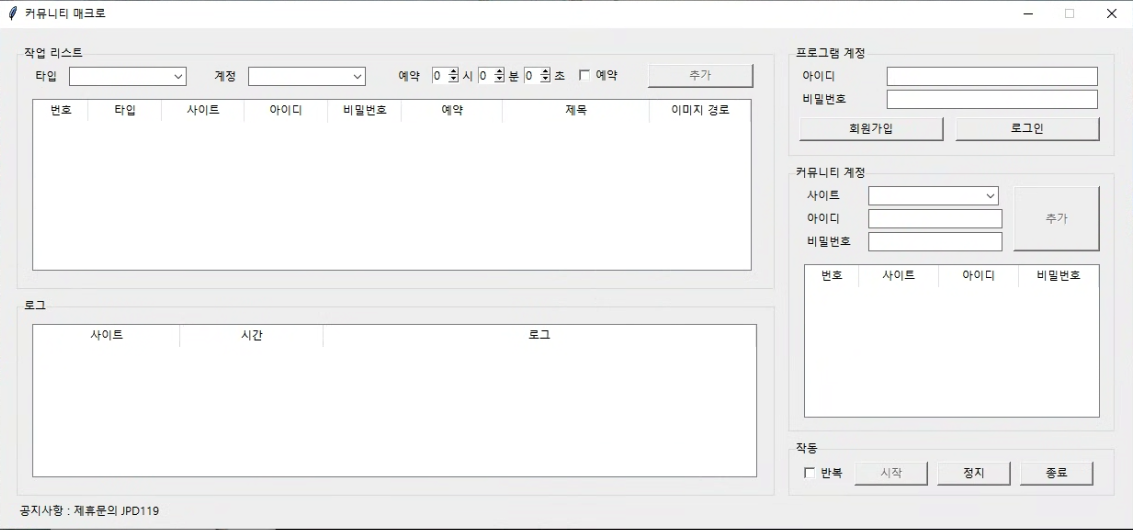 커뮤니티 매크로
작업 리스트
타입 계정 예약 0 시 0 분 0 초 예약 추가
번호 타입 사이트 아이디 비밀번호 예약 제목 이미지 경로
로그
사이트 시간 로그
공지사항 : 제휴문의 JPD119
프로그램 계정
아이디
비밀번호
회원가입 로그인
커뮤니티 계정
사이트
아이디
비밀번호
추가
번호 사이트 아이디 비밀번호
작동
반복 시작 정지 종료